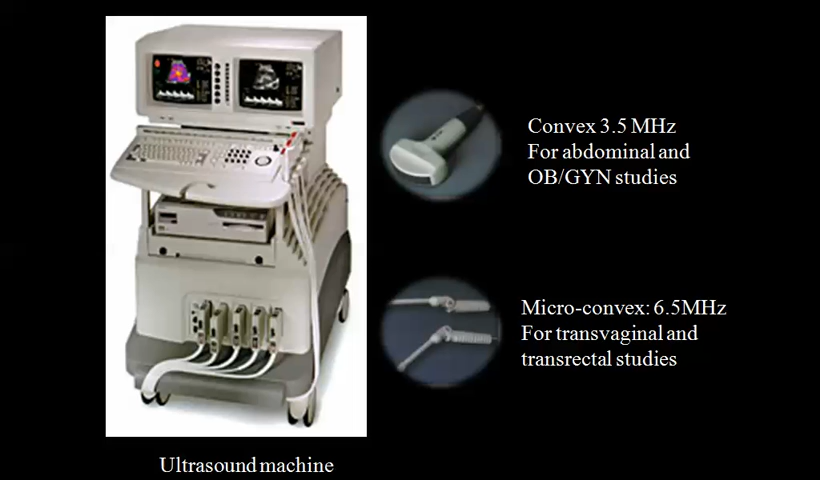 Convex 3.5 MHz
For abdominal and
OB/GYN studies
Micro-convex: 6.5MHz
For transvaginal and
transrectal studies
Ultrasound machine